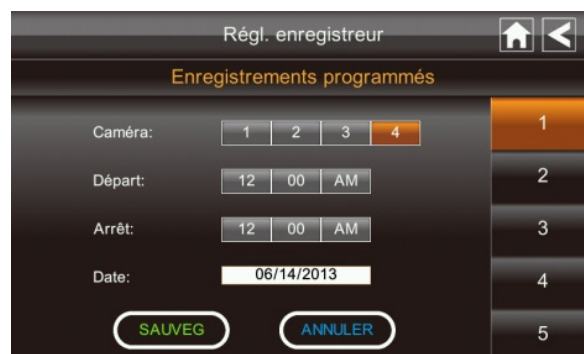 Régl. enregistreur
Enregistrements programmés
Caméra: 1 2 3 4
Départ: 12 00 AM
Arrêt: 12 00 AM
Date: 06/14/2013
SAUVEG ANNULER
1
2
3
4
5